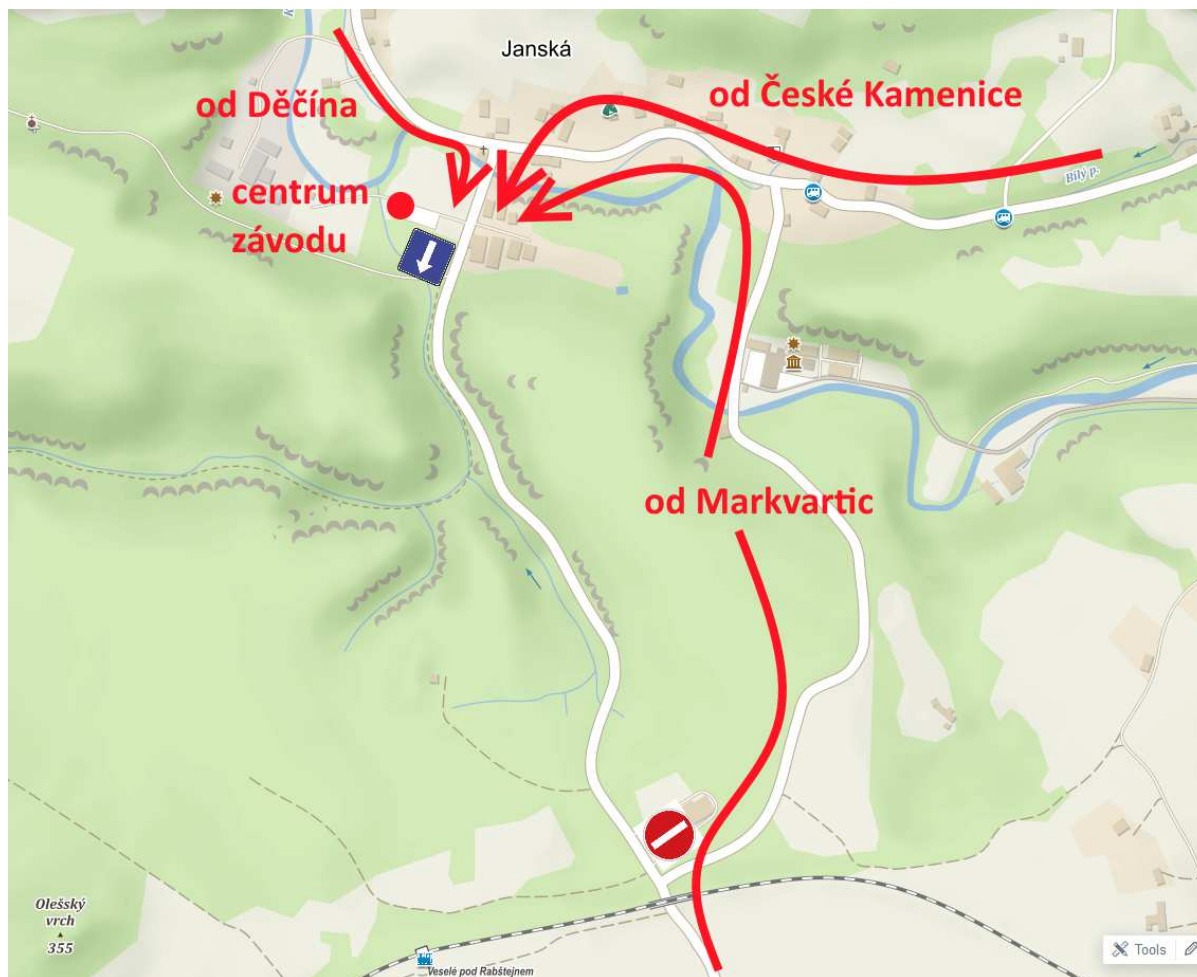 Janská
od České Kamenice
od Děčína
centrum
závodu
Bílý p.
od Markvartic
Olešský
vrch
355
Veselé pod Rabštejnem
Tools